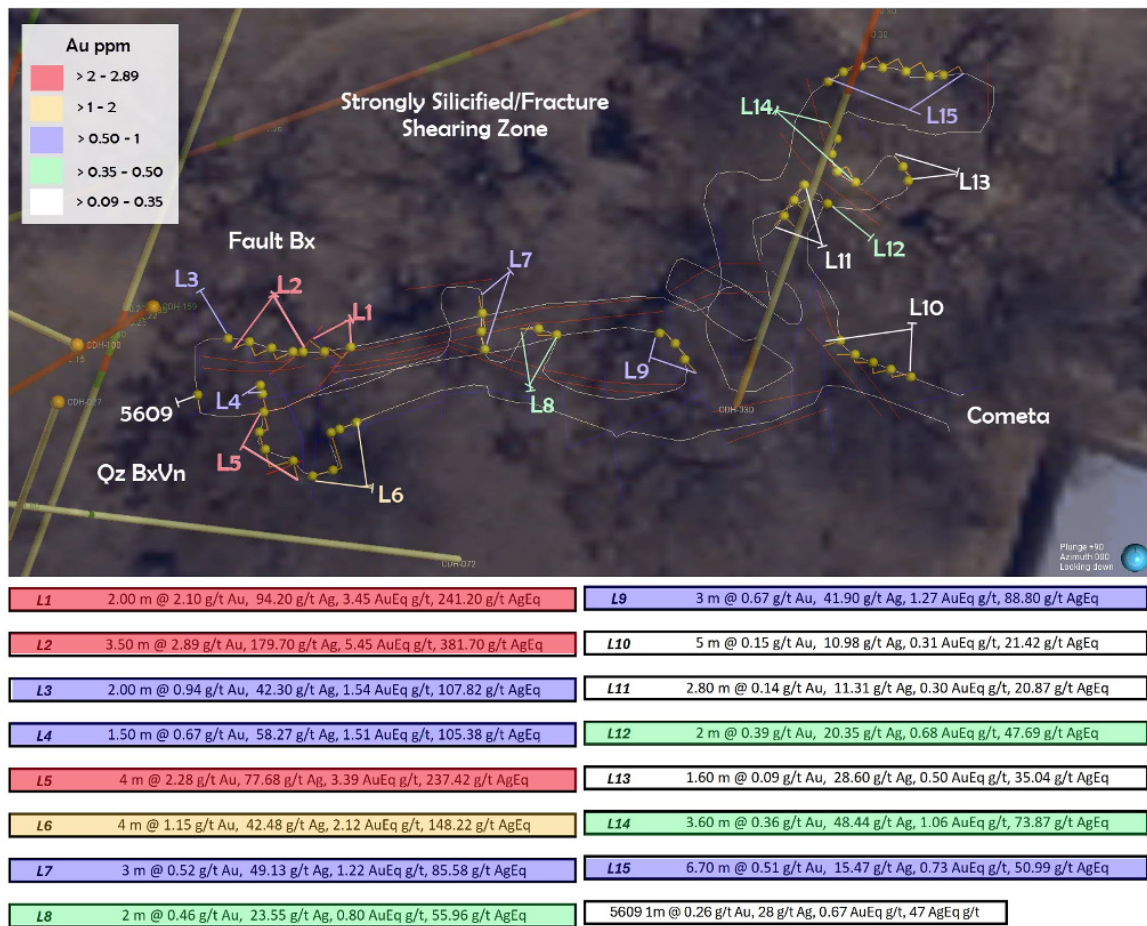 Au ppm
> 2 - 2.89
> 1 - 2
> 0.50 - 1
> 0.35 - 0.50
> 0.09 - 0.35
Strongly Silicified/Fracture
Shearing Zone
L14
L15
L13
L12
L11
L10
Fault Bx
L3
L2
L1
L7
CDH-159
CDH-100
CDH-027
L4
L9
L8
CDH-030
5609
Cometa
L5
Qz BxVn
L6
CDH-072
Plunge +90
Azimuth 080
Looking down
L1 2.00 m @ 2.10 g/t Au, 94.20 g/t Ag, 3.45 AuEq g/t, 241.20 g/t AgEq
L2 3.50 m @ 2.89 g/t Au, 179.70 g/t Ag, 5.45 AuEq g/t, 381.70 g/t AgEq
L3 2.00 m @ 0.94 g/t Au, 42.30 g/t Ag, 1.54 AuEq g/t, 107.82 g/t AgEq
L4 1.50 m @ 0.67 g/t Au, 58.27 g/t Ag, 1.51 AuEq g/t, 105.38 g/t AgEq
L5 4 m @ 2.28 g/t Au, 77.68 g/t Ag, 3.39 AuEq g/t, 237.42 g/t AgEq
L6 4 m @ 1.15 g/t Au, 42.48 g/t Ag, 2.12 AuEq g/t, 148.22 g/t AgEq
L7 3 m @ 0.52 g/t Au, 49.13 g/t Ag, 1.22 AuEq g/t, 85.58 g/t AgEq
L8 2 m @ 0.46 g/t Au, 23.55 g/t Ag, 0.80 AuEq g/t, 55.96 g/t AgEq
L9 3 m @ 0.67 g/t Au, 41.90 g/t Ag, 1.27 AuEq g/t, 88.80 g/t AgEq
L10 5 m @ 0.15 g/t Au, 10.98 g/t Ag, 0.31 AuEq g/t, 21.42 g/t AgEq
L11 2.80 m @ 0.14 g/t Au, 11.31 g/t Ag, 0.30 AuEq g/t, 20.87 g/t AgEq
L12 2 m @ 0.39 g/t Au, 20.35 g/t Ag, 0.68 AuEq g/t, 47.69 g/t AgEq
L13 1.60 m @ 0.09 g/t Au, 28.60 g/t Ag, 0.50 AuEq g/t, 35.04 g/t AgEq
L14 3.60 m @ 0.36 g/t Au, 48.44 g/t Ag, 1.06 AuEq g/t, 73.87 g/t AgEq
L15 6.70 m @ 0.51 g/t Au, 15.47 g/t Ag, 0.73 AuEq g/t, 50.99 g/t AgEq
5609 1m @ 0.26 g/t Au, 28 g/t Ag, 0.67 AuEq g/t, 47 AgEq g/t